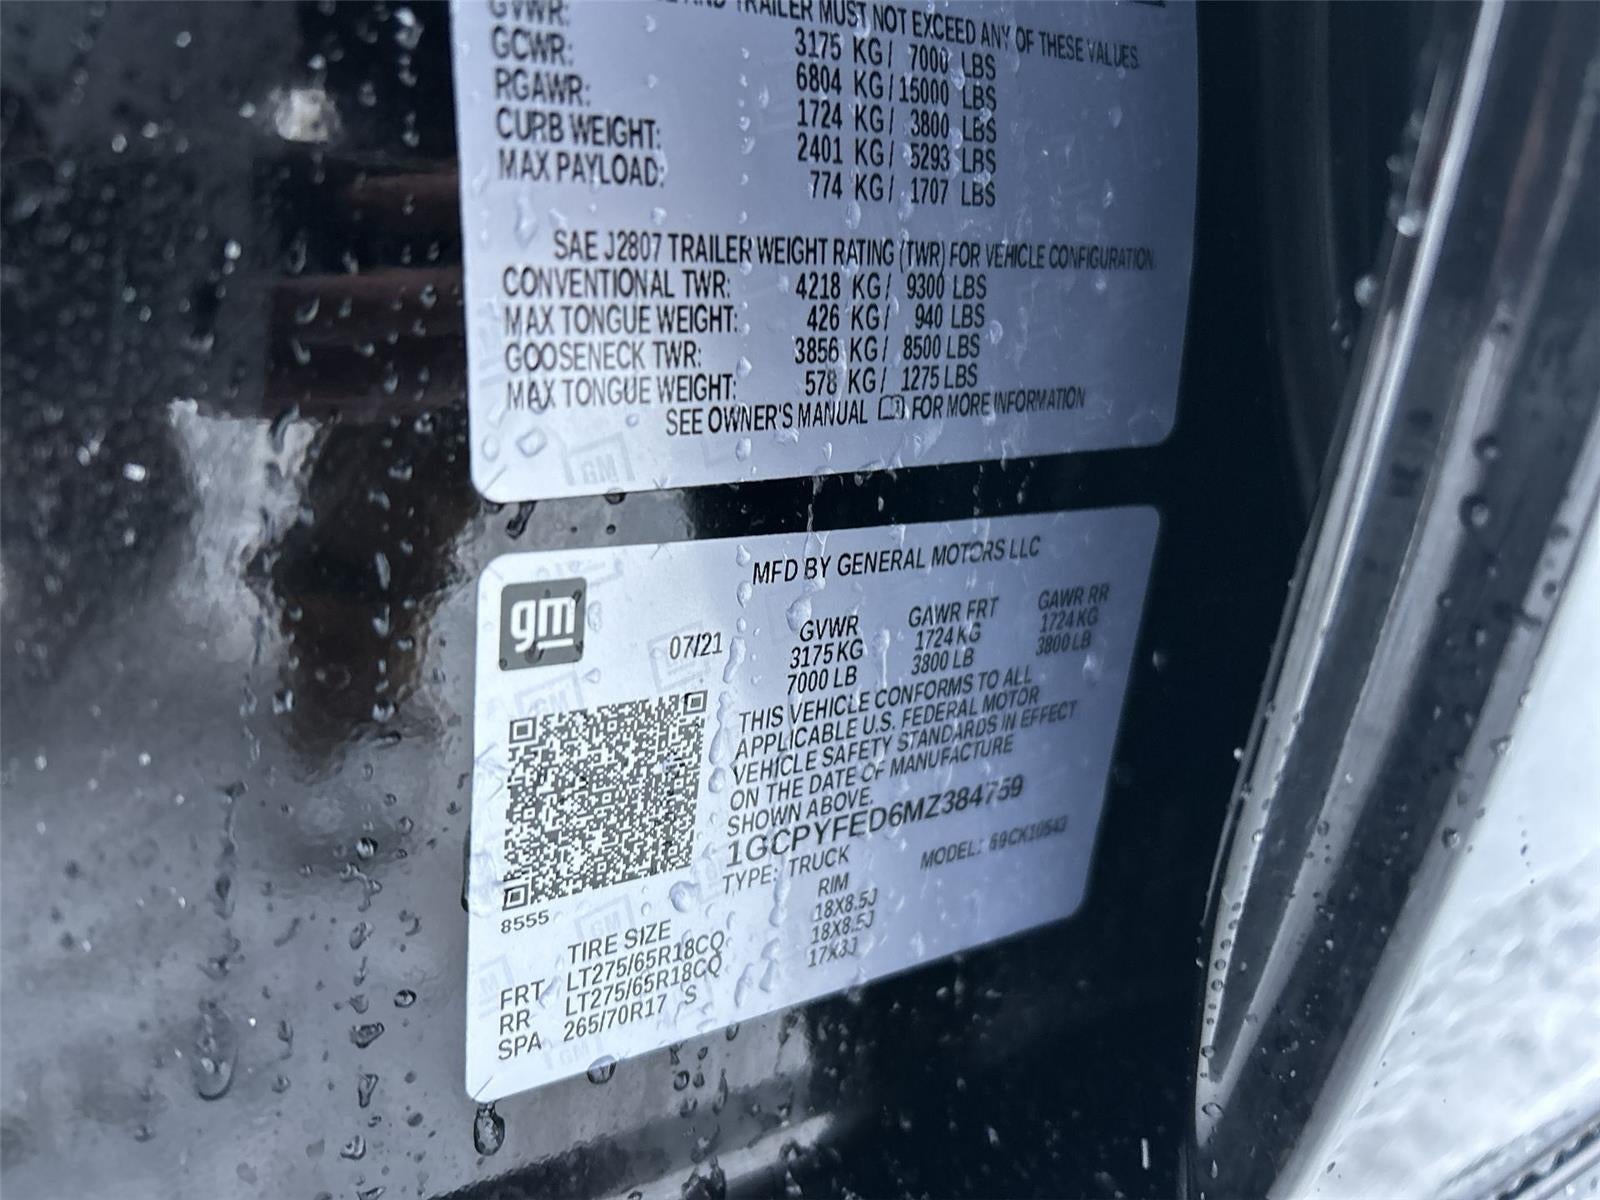 GVWR: 3175 KG/ 7000 LBS
GCWR: 6804 KG/ 15000 LBS
RGAWR: 1724 KG/ 3800 LBS
CURB WEIGHT: 2401 KG/ 5293 LBS
MAX PAYLOAD: 774 KG/ 1707 LBS
AND TRAILER MUST NOT EXCEED ANY OF THESE VALUES
SAE J2807 TRAILER WEIGHT RATING (TWR) FOR VEHICLE CONFIGURATION
CONVENTIONAL TWR: 4218 KG/ 9300 LBS
MAX TONGUE WEIGHT: 426 KG/ 940 LBS
GOOSENECK TWR: 3856 KG/ 8500 LBS
MAX TONGUE WEIGHT: 578 KG/ 1275 LBS
SEE OWNER'S MANUAL FOR MORE INFORMATION
MFD BY GENERAL MOTORS LLC
gm
07/21
GVWR GAWR FRT GAWR RR
3175 KG 1724 KG 1724 KG
7000 LB 3800 LB 3800 LB
THIS VEHICLE CONFORMS TO ALL
APPLICABLE U.S. FEDERAL MOTOR
VEHICLE SAFETY STANDARDS IN EFFECT
ON THE DATE OF MANUFACTURE
SHOWN ABOVE.
1GCPYFED6MZ384759
TYPE: TRUCK MODEL: 69CK10543
8555
TIRE SIZE RIM
FRT LT275/65R18CQ 18X8.5J
RR LT275/65R18CQ 18X8.5J
SPA 265/70R17 S 17X8J